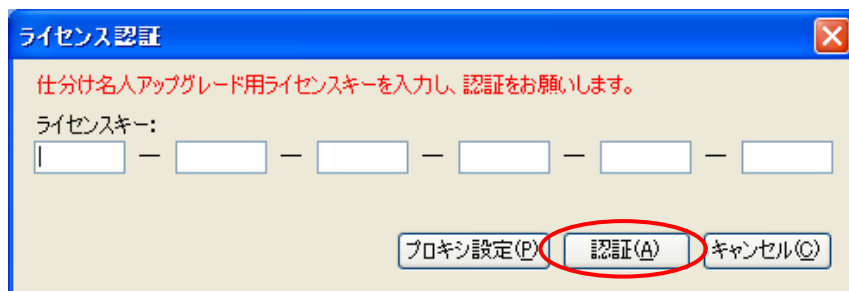 ライセンス認証
仕分け名人アップグレード用ライセンスキーを入力し、認証をお願いします。
ライセンスキー:
― ― ― ― ―
プロキシ設定(P) 認証(A) キャンセル(C)